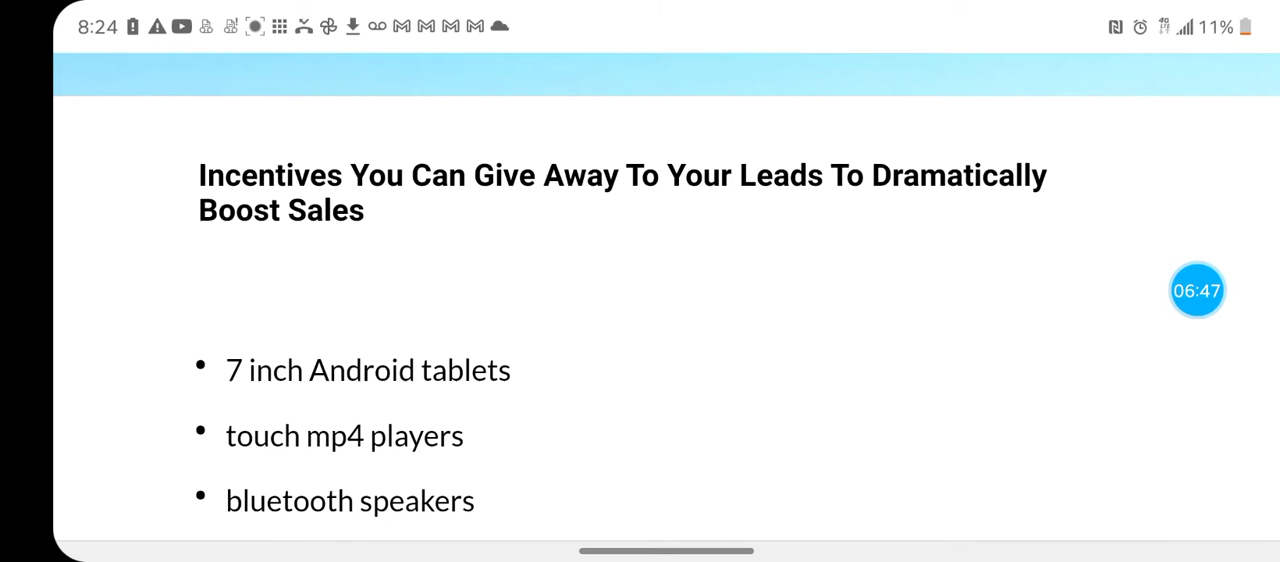 8:24 11%
Incentives You Can Give Away To Your Leads To Dramatically
Boost Sales
06:47
• 7 inch Android tablets
• touch mp4 players
• bluetooth speakers